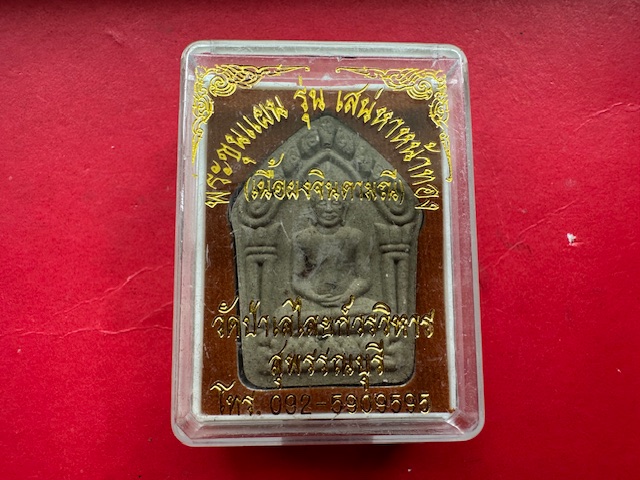 พระขุนแผน รุ่น เสน่หาหน้าทอง
(เนื้อผงจินดามณี)
วัดป่าเลไลยก์วรวิหาร
สุพรรณบุรี
โทร. 092-5909595